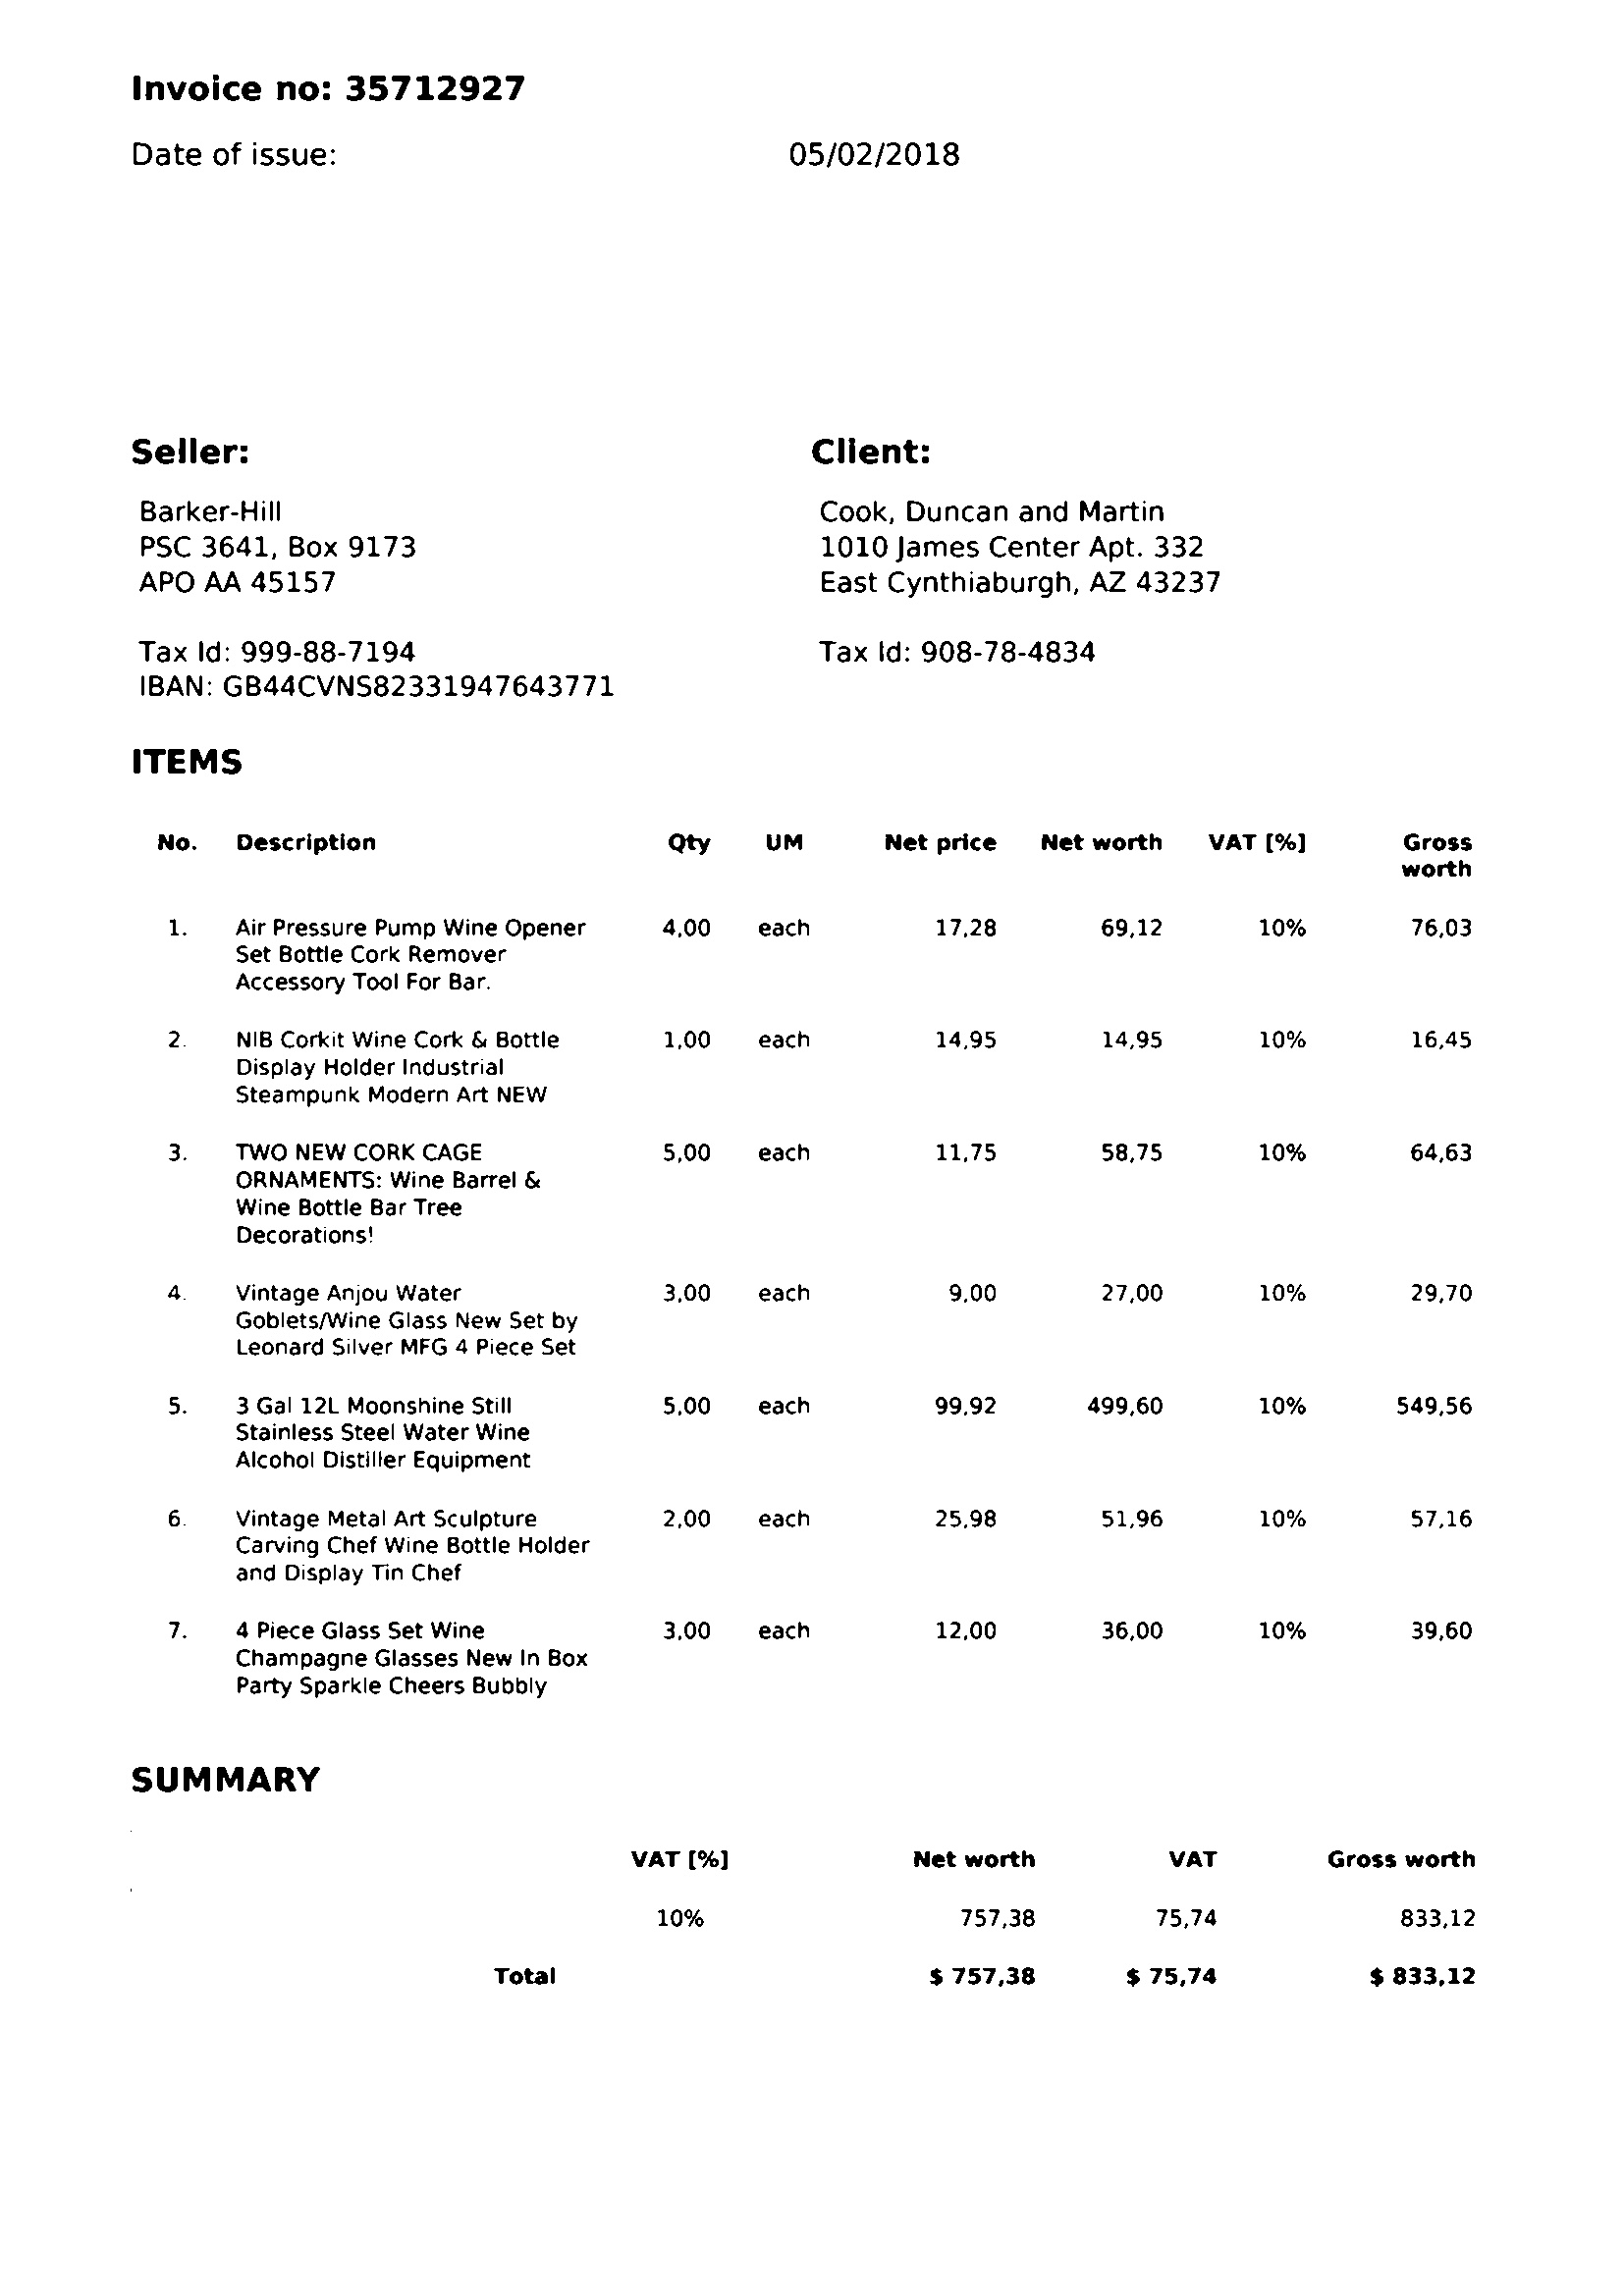 Invoice no: 35712927
Date of issue: 05/02/2018
Seller:
Barker-Hill
PSC 3641, Box 9173
APO AA 45157
Tax Id: 999-88-7194
IBAN: GB44CVNS82331947643771
Client:
Cook, Duncan and Martin
1010 James Center Apt. 332
East Cynthiaburgh, AZ 43237
Tax Id: 908-78-4834
ITEMS
No. Description Qty UM Net price Net worth VAT [%] Gross
worth
1. Air Pressure Pump Wine Opener 4,00 each 17,28 69,12 10% 76,03
Set Bottle Cork Remover
Accessory Tool For Bar.
2. NIB Corkit Wine Cork & Bottle 1,00 each 14,95 14,95 10% 16,45
Display Holder Industrial
Steampunk Modern Art NEW
3. TWO NEW CORK CAGE 5,00 each 11,75 58,75 10% 64,63
ORNAMENTS: Wine Barrel &
Wine Bottle Bar Tree
Decorations!
4. Vintage Anjou Water 3,00 each 9,00 27,00 10% 29,70
Goblets/Wine Glass New Set by
Leonard Silver MFG 4 Piece Set
5. 3 Gal 12L Moonshine Still 5,00 each 99,92 499,60 10% 549,56
Stainless Steel Water Wine
Alcohol Distiller Equipment
6. Vintage Metal Art Sculpture 2,00 each 25,98 51,96 10% 57,16
Carving Chef Wine Bottle Holder
and Display Tin Chef
7. 4 Piece Glass Set Wine 3,00 each 12,00 36,00 10% 39,60
Champagne Glasses New In Box
Party Sparkle Cheers Bubbly
SUMMARY
VAT [%] Net worth VAT Gross worth
10% 757,38 75,74 833,12
Total $ 757,38 $ 75,74 $ 833,12